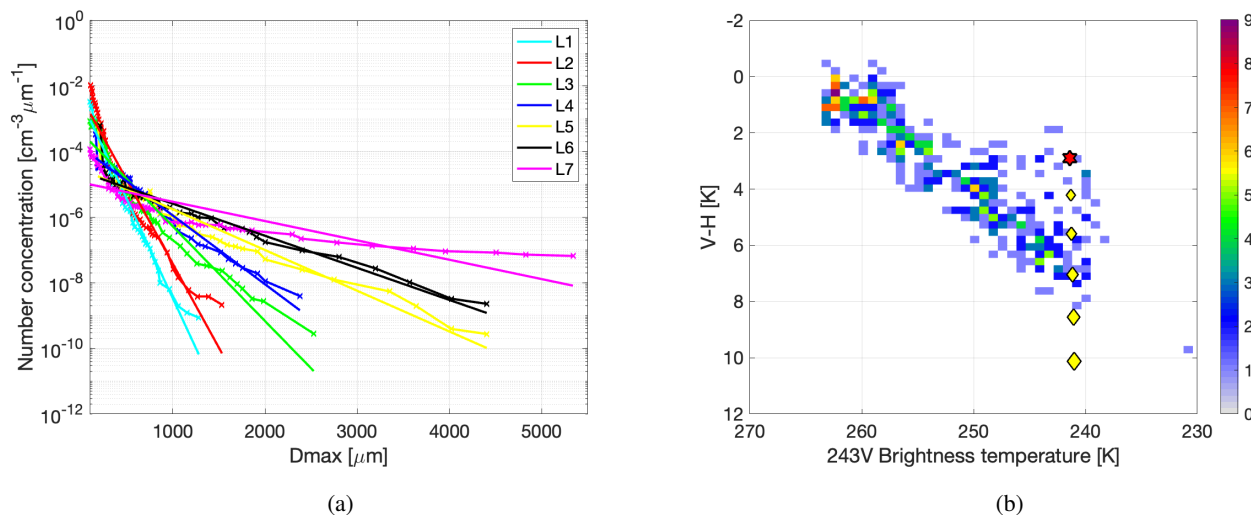 10^0
10^-2
10^-4
10^-6
10^-8
10^-10
10^-12
Number concentration [cm^-3 μm^-1]
1000
2000
3000
4000
5000
Dmax [μm]
L1
L2
L3
L4
L5
L6
L7
(a)
-2
0
2
4
6
8
10
12
V-H [K]
270
260
250
240
230
243V Brightness temperature [K]
9
8
7
6
5
4
3
2
1
0
(b)